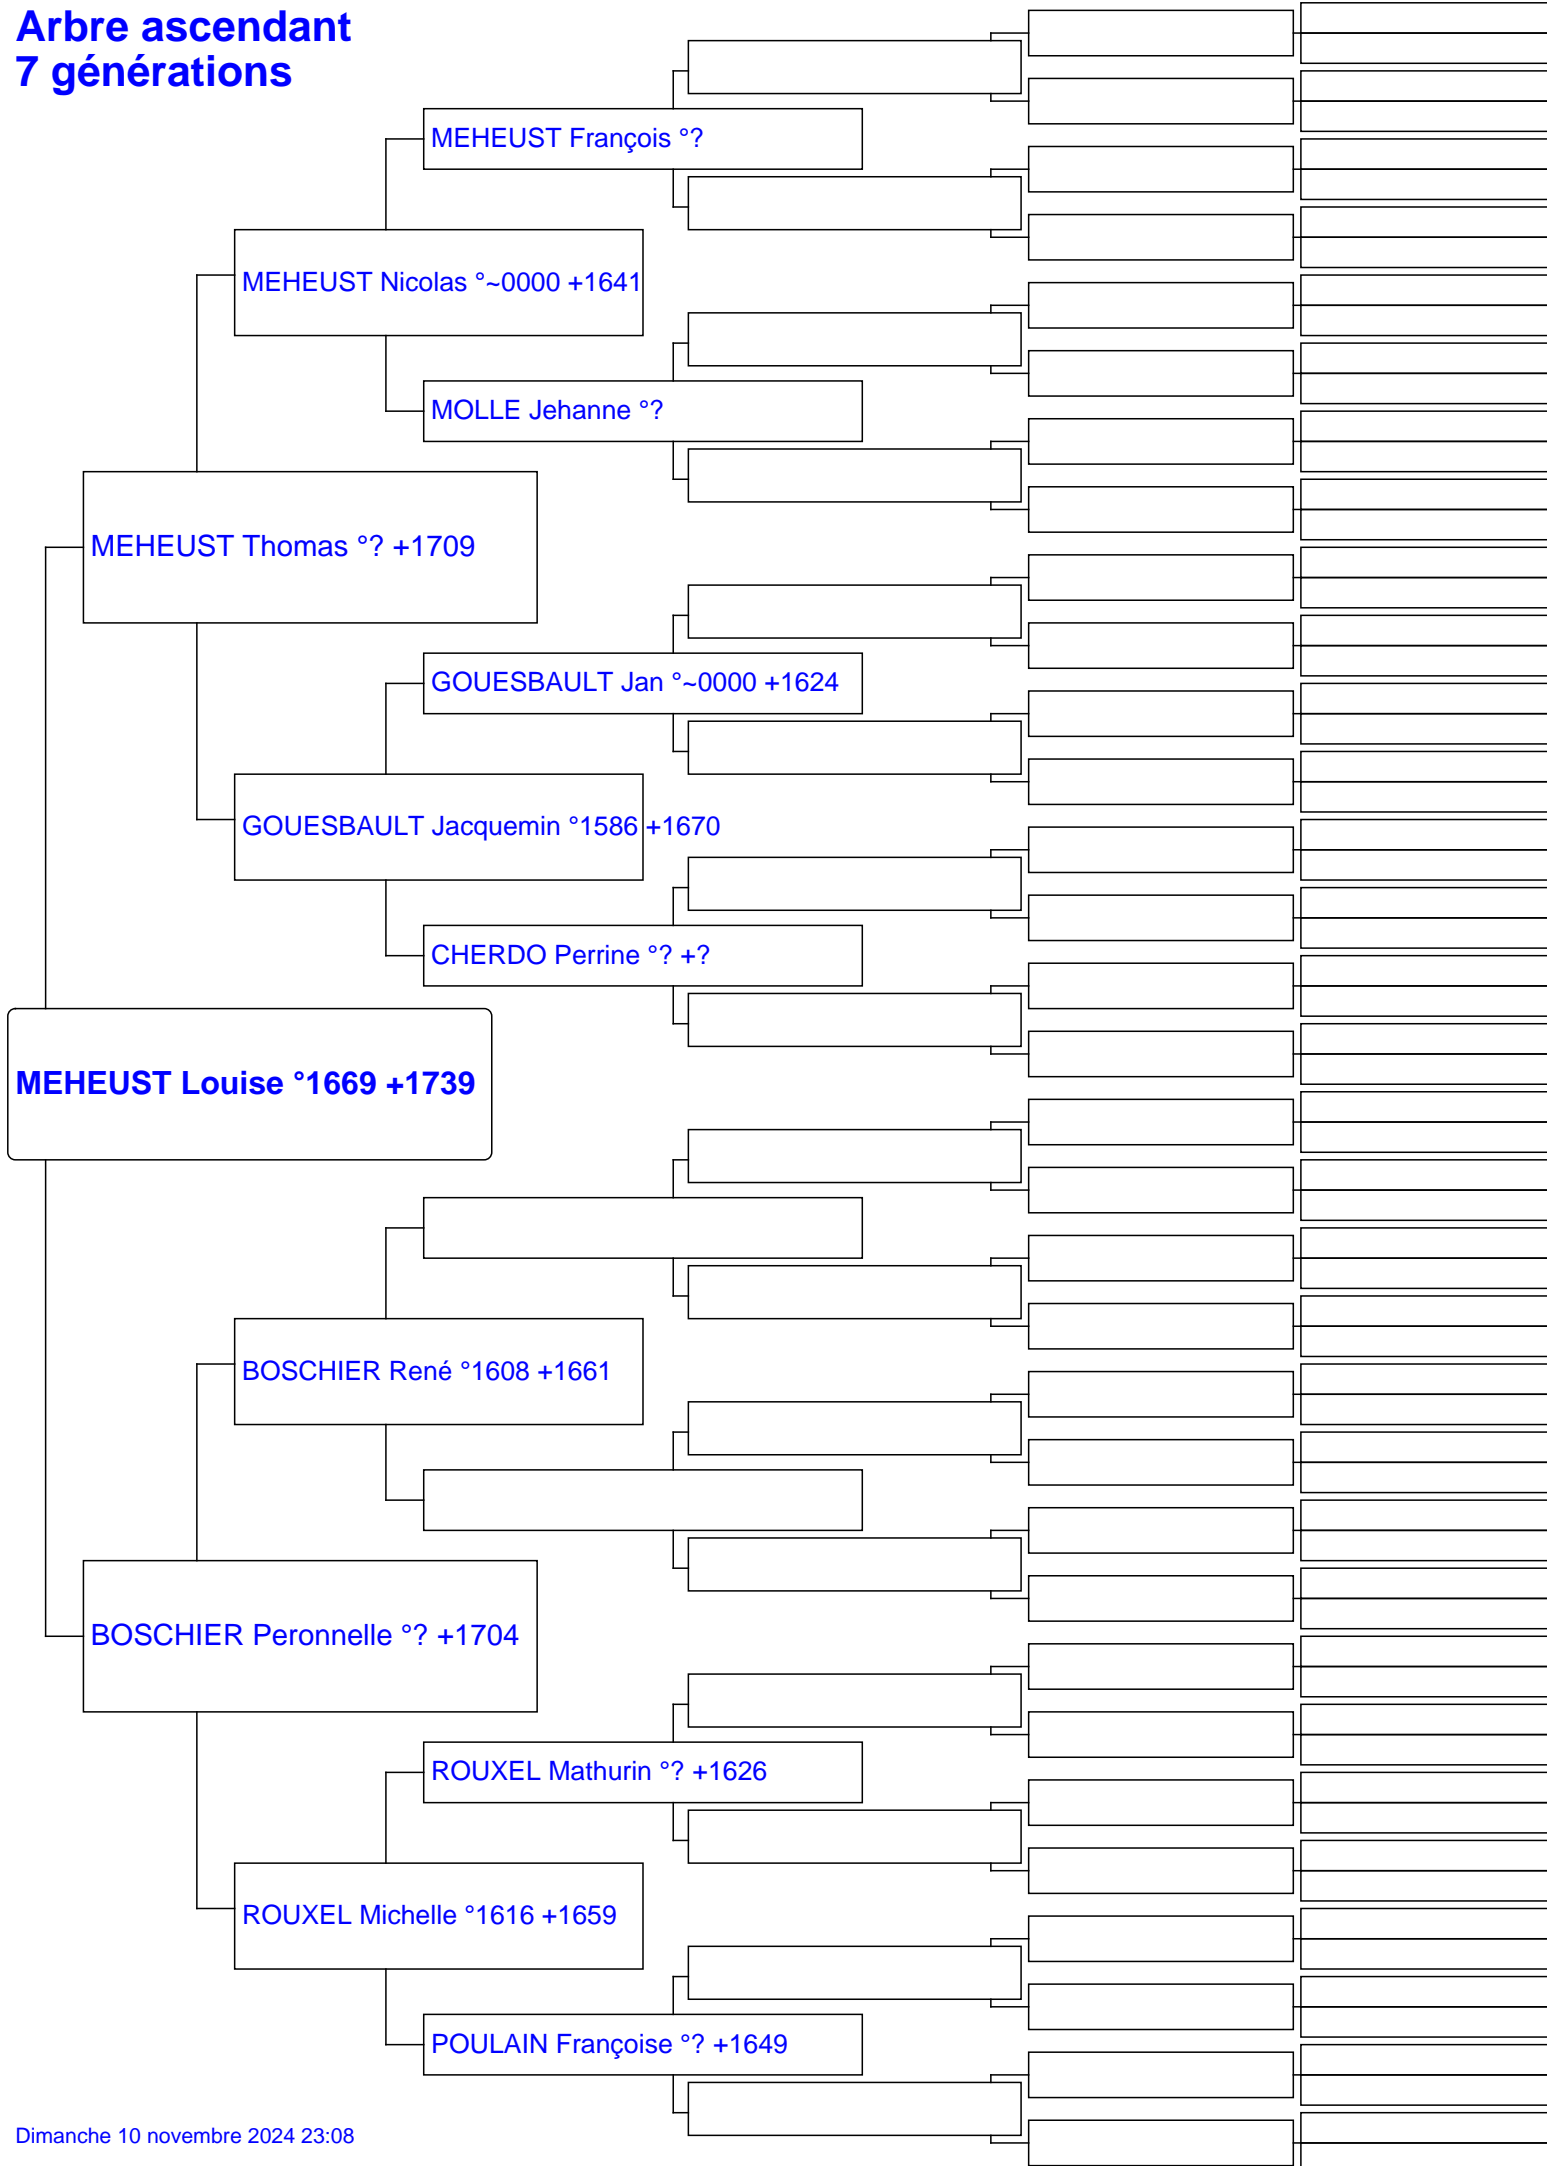 Arbre ascendant
7 générations
MEHEUST François °?
MEHEUST Nicolas °~0000 +1641
MOLLE Jehanne °?
MEHEUST Thomas °? +1709
GOUESBAULT Jan °~0000 +1624
GOUESBAULT Jacquemin °1586 +1670
CHERDO Perrine °? +?
MEHEUST Louise °1669 +1739
BOSCHIER René °1608 +1661
BOSCHIER Peronnelle °? +1704
ROUXEL Mathurin °? +1626
ROUXEL Michelle °1616 +1659
POULAIN Françoise °? +1649
Dimanche 10 novembre 2024 23:08